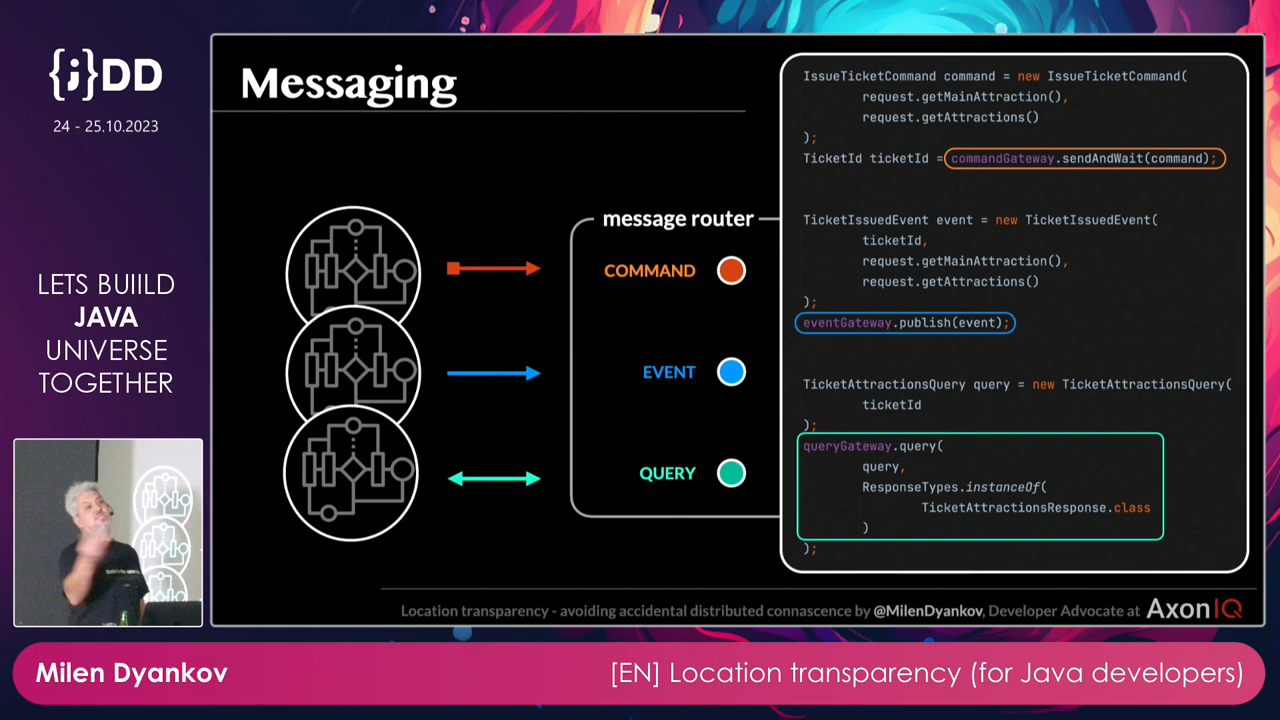 {j}DD
24 - 25.10.2023
LETS BUILD
JAVA
UNIVERSE
TOGETHER
Messaging
message router
COMMAND
EVENT
QUERY
IssueTicketCommand command = new IssueTicketCommand(
request.getMainAttraction(),
request.getAttractions()
);
TicketId ticketId = commandGateway.sendAndWait(command);
TicketIssuedEvent event = new TicketIssuedEvent(
ticketId,
request.getMainAttraction(),
request.getAttractions()
);
eventGateway.publish(event);
TicketAttractionsQuery query = new TicketAttractionsQuery(
ticketId
);
queryGateway.query(
query,
ResponseTypes.instanceOf(
TicketAttractionsResponse.class
)
);
Location transparency - avoiding accidental distributed connascence by @MilenDyankov, Developer Advocate at AxonIQ
Milen Dyankov
[EN] Location transparency (for Java developers)